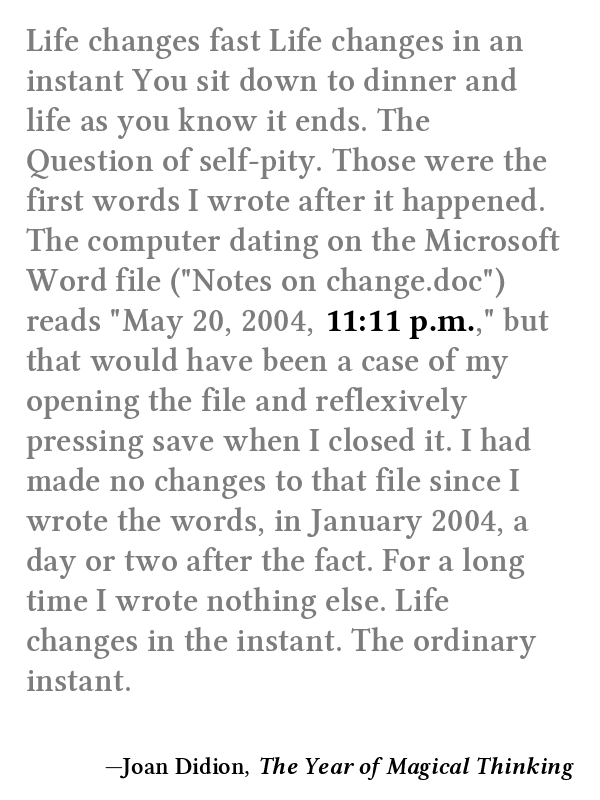 Life changes fast Life changes in an
instant You sit down to dinner and
life as you know it ends. The
Question of self-pity. Those were the
first words I wrote after it happened.
The computer dating on the Microsoft
Word file ("Notes on change.doc")
reads "May 20, 2004, 11:11 p.m.," but
that would have been a case of my
opening the file and reflexively
pressing save when I closed it. I had
made no changes to that file since I
wrote the words, in January 2004, a
day or two after the fact. For a long
time I wrote nothing else. Life
changes in the instant. The ordinary
instant.
—Joan Didion, The Year of Magical Thinking